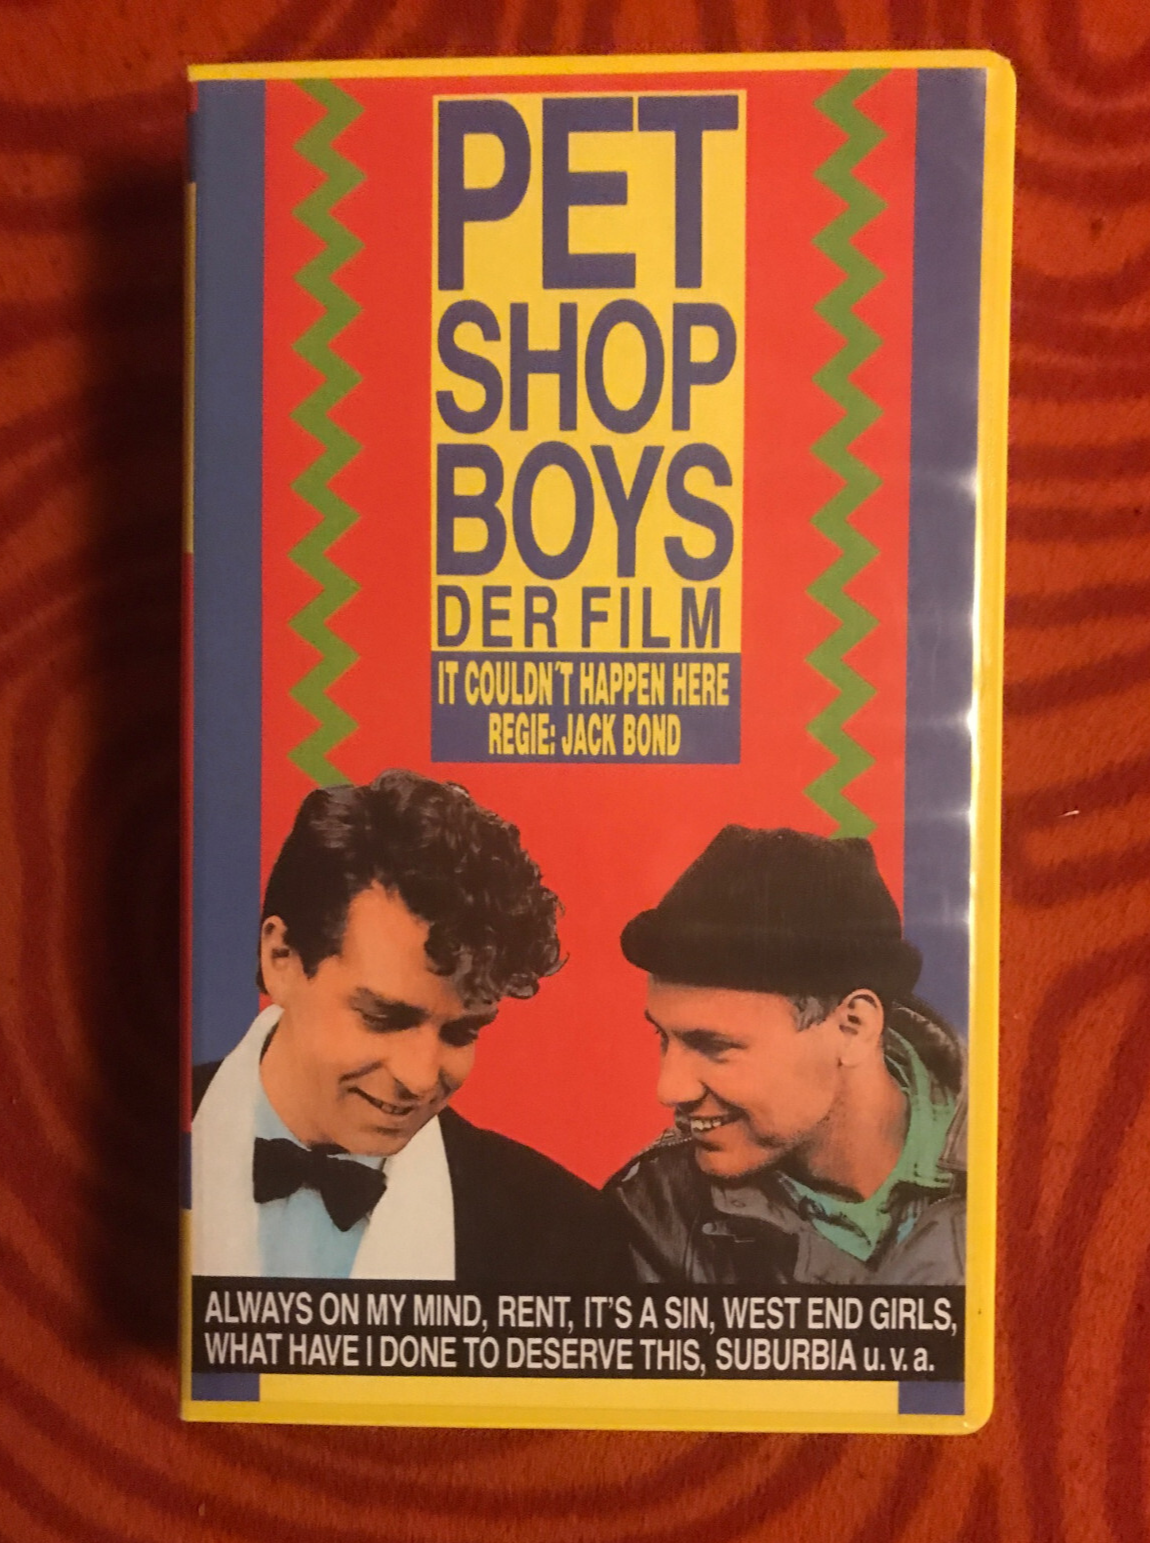 PET
SHOP
BOYS
DER FILM
IT COULDN´T HAPPEN HERE
REGIE: JACK BOND
ALWAYS ON MY MIND, RENT, IT'S A SIN, WEST END GIRLS,
WHAT HAVE I DONE TO DESERVE THIS, SUBURBIA u. v. a.